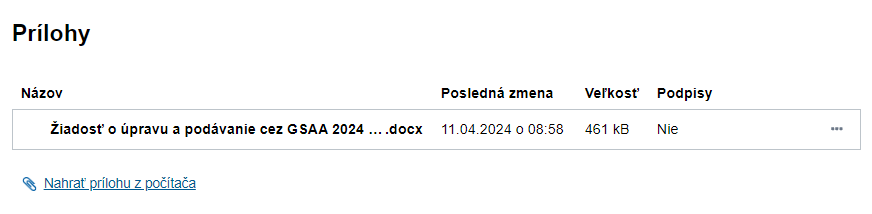 Prílohy
Názov Posledná zmena Veľkosť Podpisy
Žiadosť o úpravu a podávanie cez GSAA 2024 ... .docx 11.04.2024 o 08:58 461 kB Nie
Nahrať prílohu z počítača